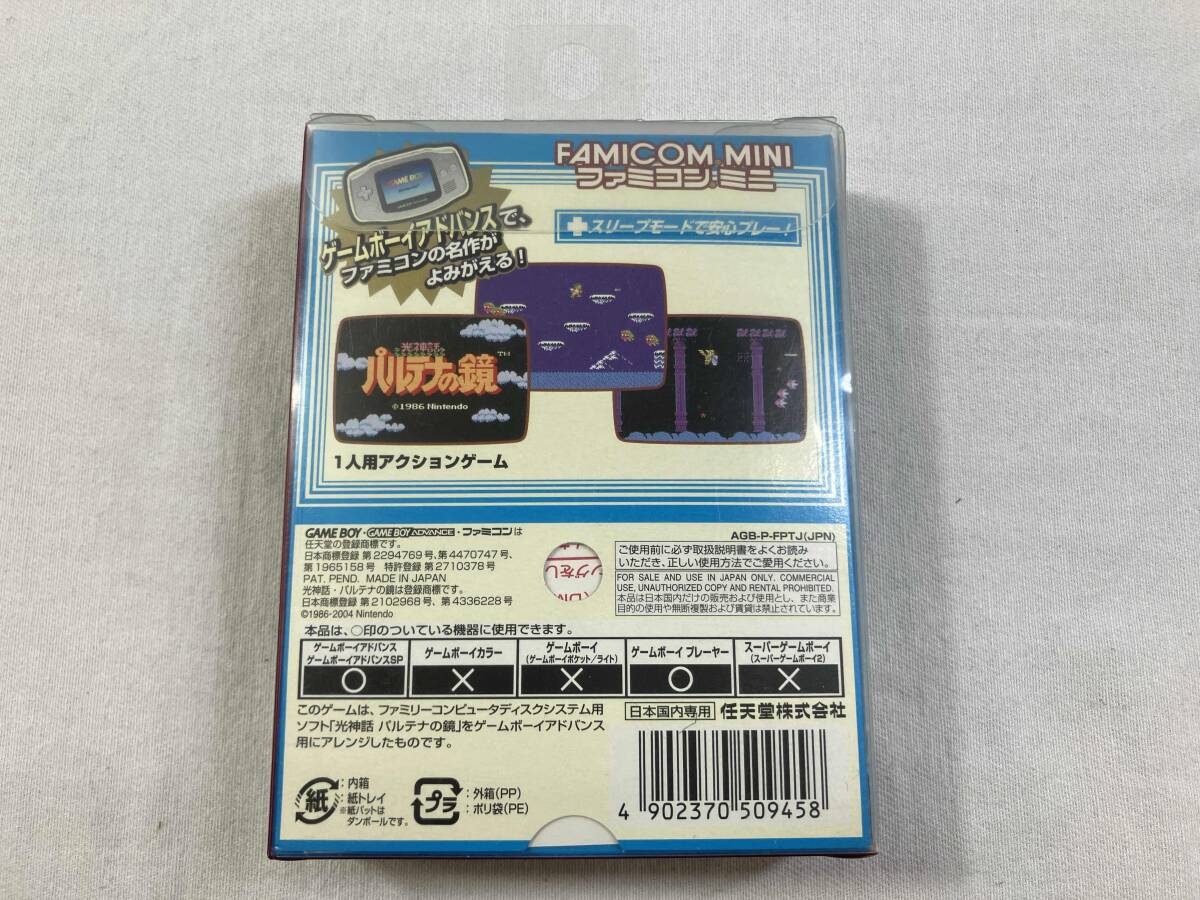 FAMICOM MINI
ファミコンミニ
GAME BOY
ゲームボーイアドバンスで、
ファミコンの名作が
よみがえる!
スリープモードで安心プレー!
光神話
パルテナの鏡
TM
©1986 Nintendo
1人用アクションゲーム
GAME BOY・GAME BOY ADVANCE・ファミコンは
任天堂の登録商標です。
日本商標登録 第2294769号、第4470747号、
第1965158号 特許登録 第2710378号
PAT. PEND. MADE IN JAPAN
光神話・パルテナの鏡は登録商標です。
日本商標登録 第2102968号、第4336228号
©1986-2004 Nintendo
ングをし
AGB-P-FPTJ(JPN)
ご使用前に必ず取扱説明書をよくお読み
いただき、正しい使用方法でご愛用ください。
FOR SALE AND USE IN JAPAN ONLY. COMMERCIAL
USE, UNAUTHORIZED COPY AND RENTAL PROHIBITED.
本品は日本国内だけの販売および使用とし、また商業
目的の使用や無断複製および賃貸は禁止されています。
本品は、○印のついている機器に使用できます。
ゲームボーイアドバンス
ゲームボーイアドバンスSP
ゲームボーイカラー
ゲームボーイ
(ゲームボーイポケット/ライト)
ゲームボーイ プレーヤー
スーパーゲームボーイ
(スーパーゲームボーイ2)
○ × × ○ ×
このゲームは、ファミリーコンピュータディスクシステム用
ソフト「光神話 パルテナの鏡」をゲームボーイアドバンス
用にアレンジしたものです。
日本国内専用 任天堂株式会社
紙
:内箱
:紙トレイ
※紙パットは
ダンボールです。
プラ
:外箱(PP)
:ポリ袋(PE)
4 902370 509458